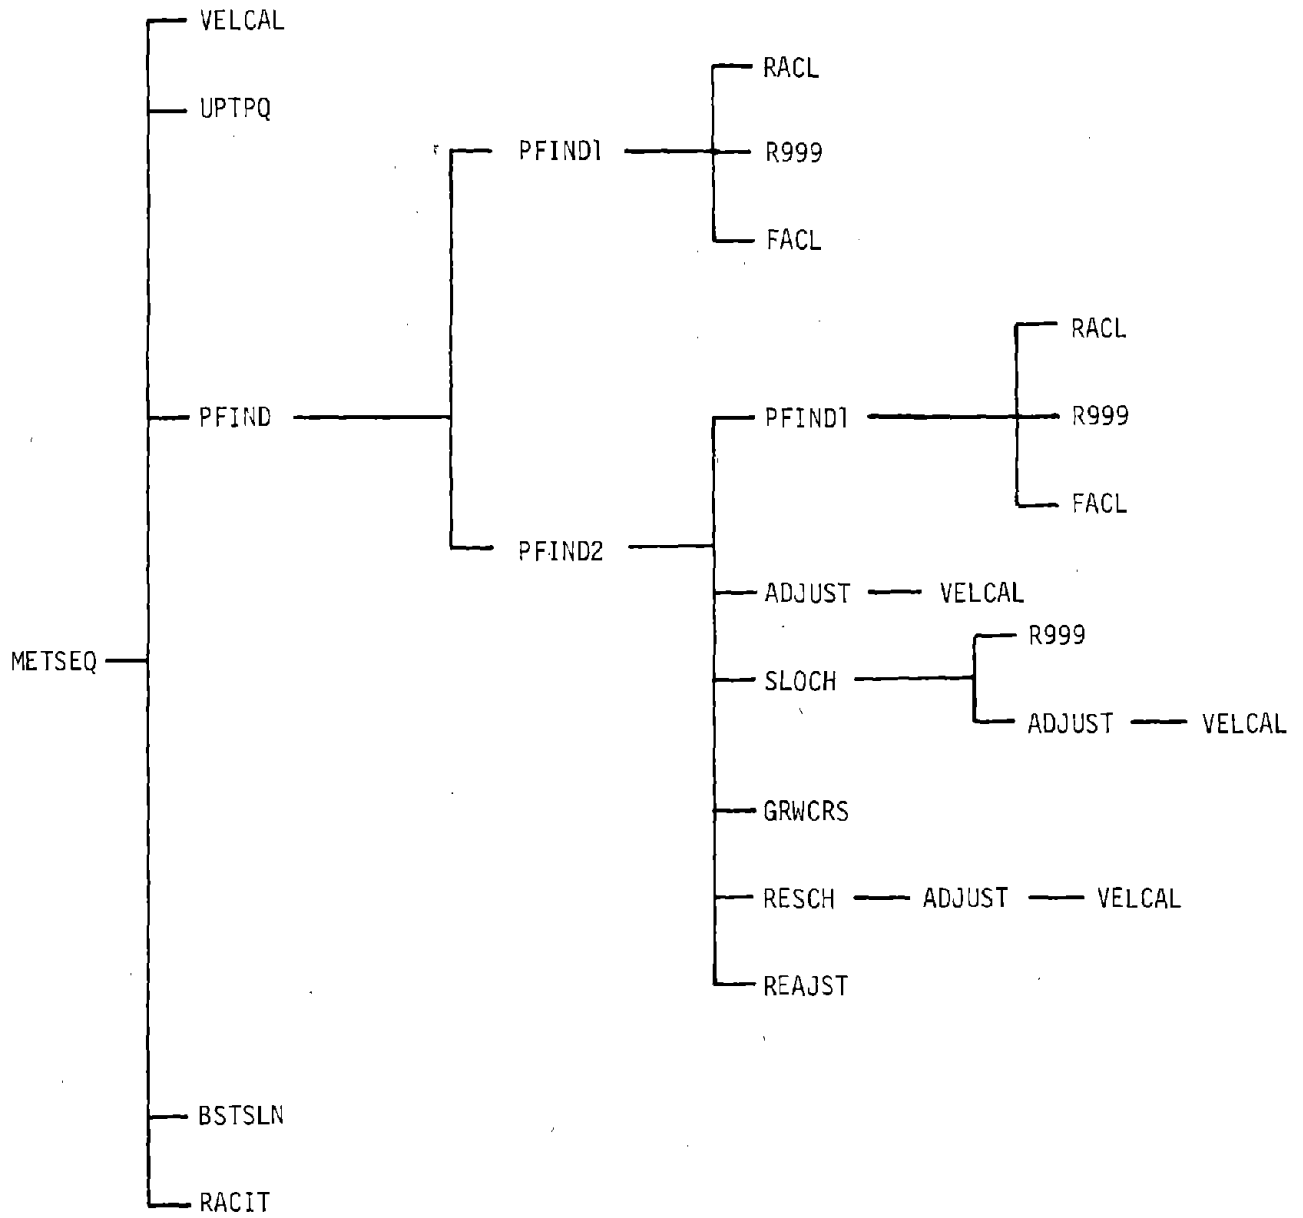 VELCAL
UPTPQ
RACL
PFIND1
R999
FACL
RACL
PFIND
PFIND1
R999
FACL
PFIND2
ADJUST
VELCAL
R999
METSEQ
SLOCH
ADJUST
VELCAL
GRWCRS
RESCH
ADJUST
VELCAL
REAJST
BSTSLN
RACIT